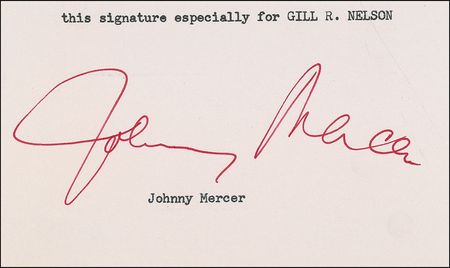 this signature especially for GILL R. NELSON
Johnny Mercer
Johnny Mercer